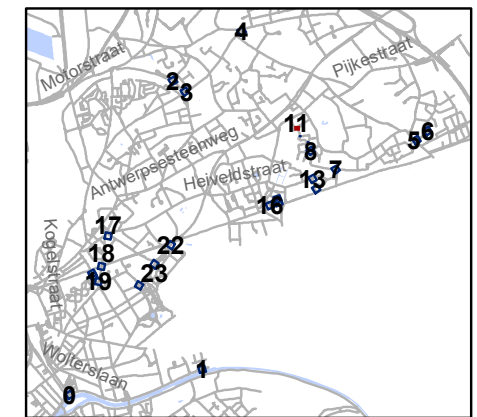 4
Motorstraat
Pijkestraat
2
3
11
6
5
8
Antwerpsesteenweg
Heiveldstraat
7
13
16
17
Kogelstraat
22
18
19
23
Wolterslaan
1
9